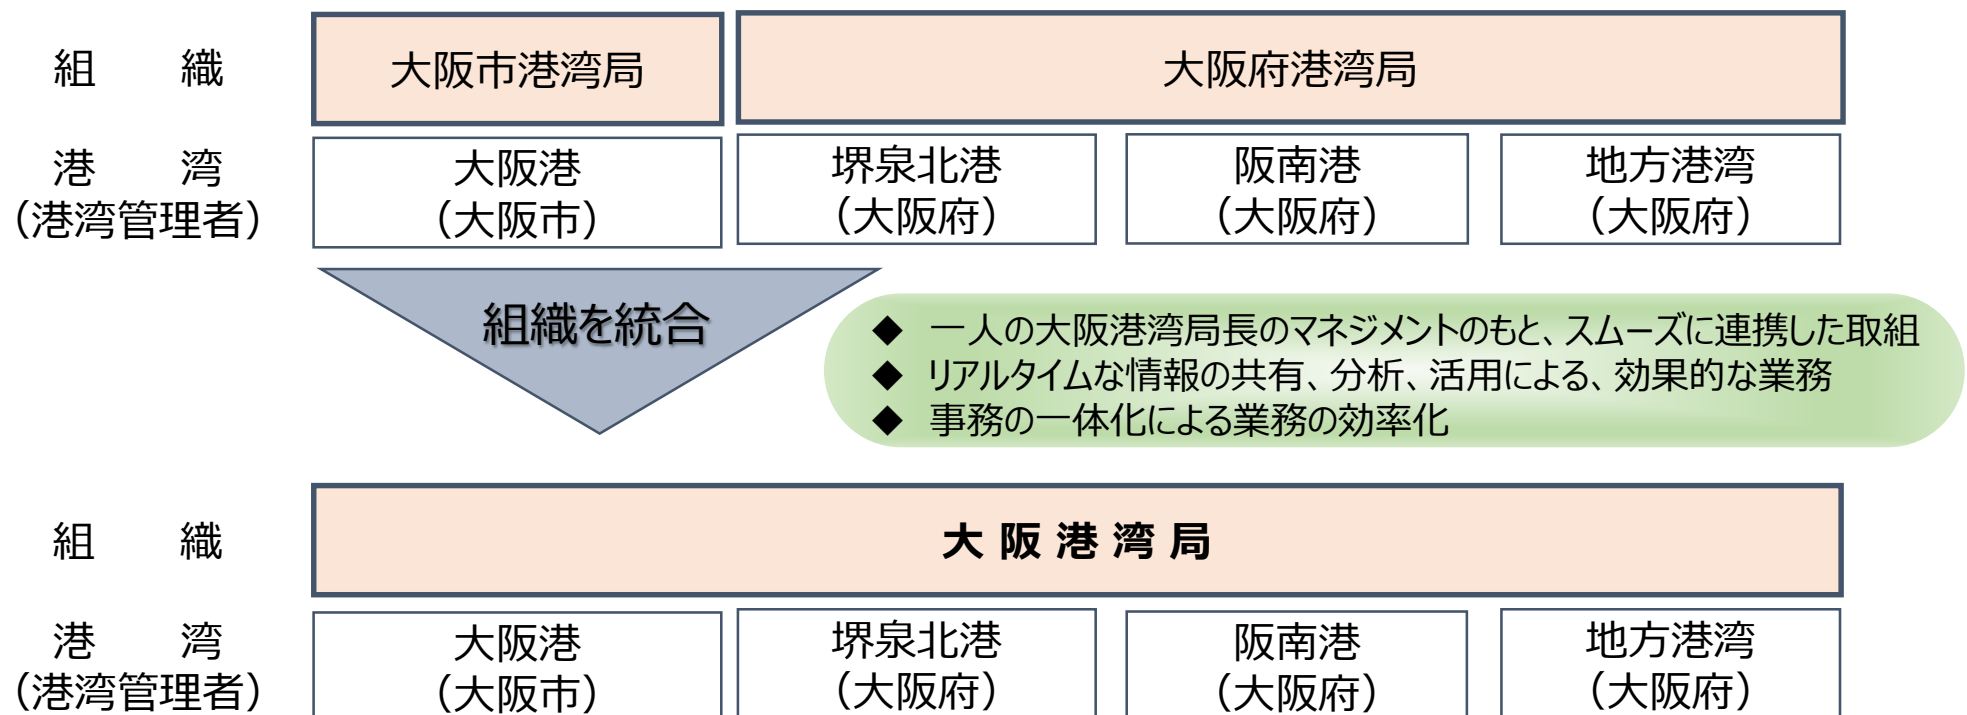 組　　織
大阪市港湾局
大阪府港湾局
港　　湾
（港湾管理者）
大阪港
（大阪市）
堺泉北港
（大阪府）
阪南港
（大阪府）
地方港湾
（大阪府）
組織を統合
◆ 一人の大阪港湾局長のマネジメントのもと、スムーズに連携した取組
◆ リアルタイムな情報の共有、分析、活用による、効果的な業務
◆ 事務の一体化による業務の効率化
組　　織
大 阪 港 湾 局
港　　湾
（港湾管理者）
大阪港
（大阪市）
堺泉北港
（大阪府）
阪南港
（大阪府）
地方港湾
（大阪府）